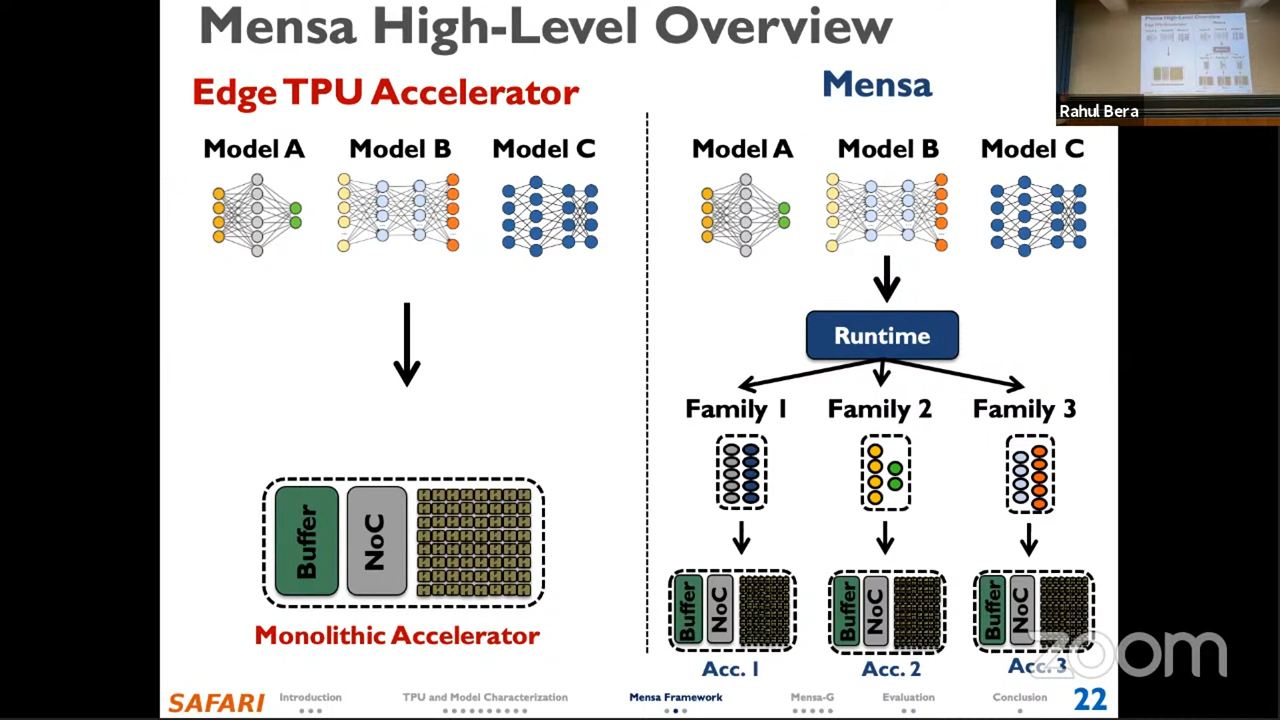 Mensa High-Level Overview
Edge TPU Accelerator
Mensa
Rahul Bera
Model A
Model B
Model C
Model A
Model B
Model C
Runtime
Family 1
Family 2
Family 3
Buffer
NoC
Monolithic Accelerator
Buffer
NoC
Buffer
NoC
Buffer
NoC
Acc. 1
Acc. 2
Acc. 3
zoom
SAFARI
Introduction
TPU and Model Characterization
Mensa Framework
Mensa-G
Evaluation
Conclusion
22